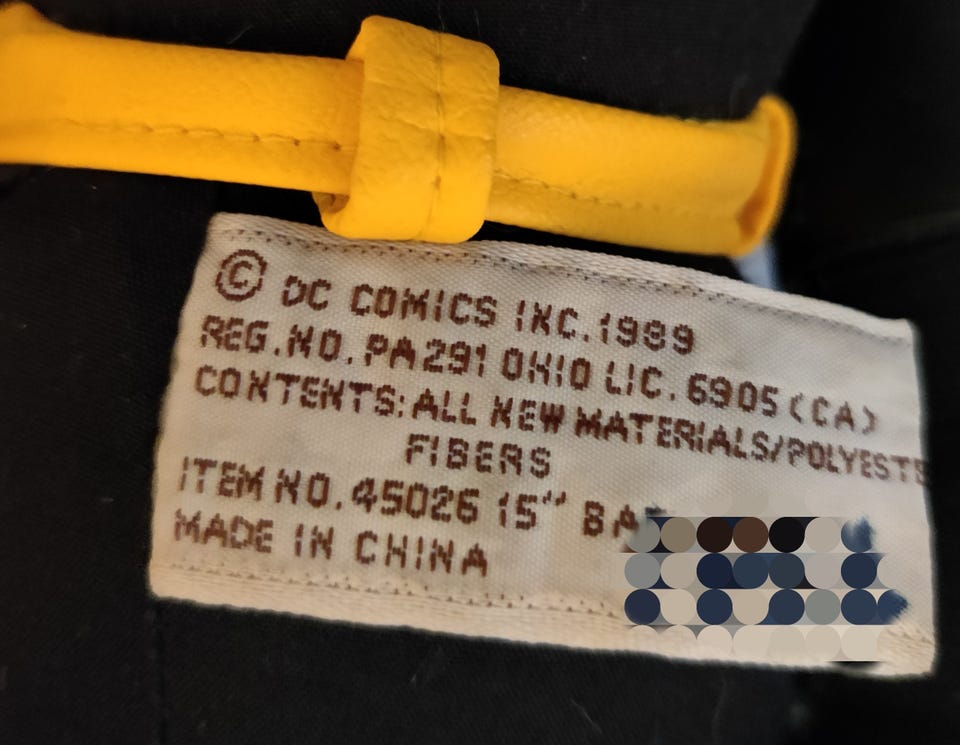 © DC COMICS INC.1989
REG.NO.PA291 OHIO LIC.6905(CA)
CONTENTS:ALL NEW MATERIALS/POLYESTE
FIBERS
ITEM NO.45026 15" BA
MADE IN CHINA